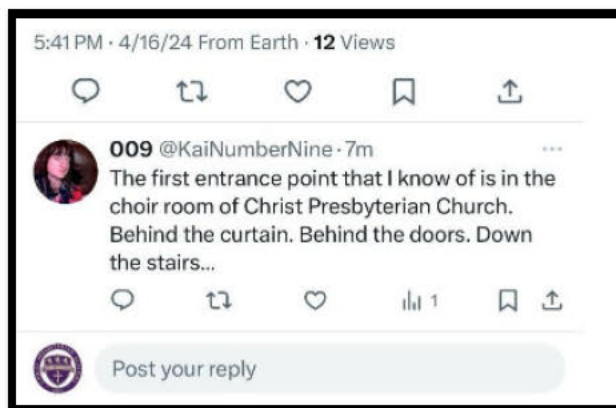 5:41 PM · 4/16/24 From Earth · 12 Views
009 @KaiNumberNine · 7m
The first entrance point that I know of is in the
choir room of Christ Presbyterian Church.
Behind the curtain. Behind the doors. Down
the stairs...
1
Post your reply